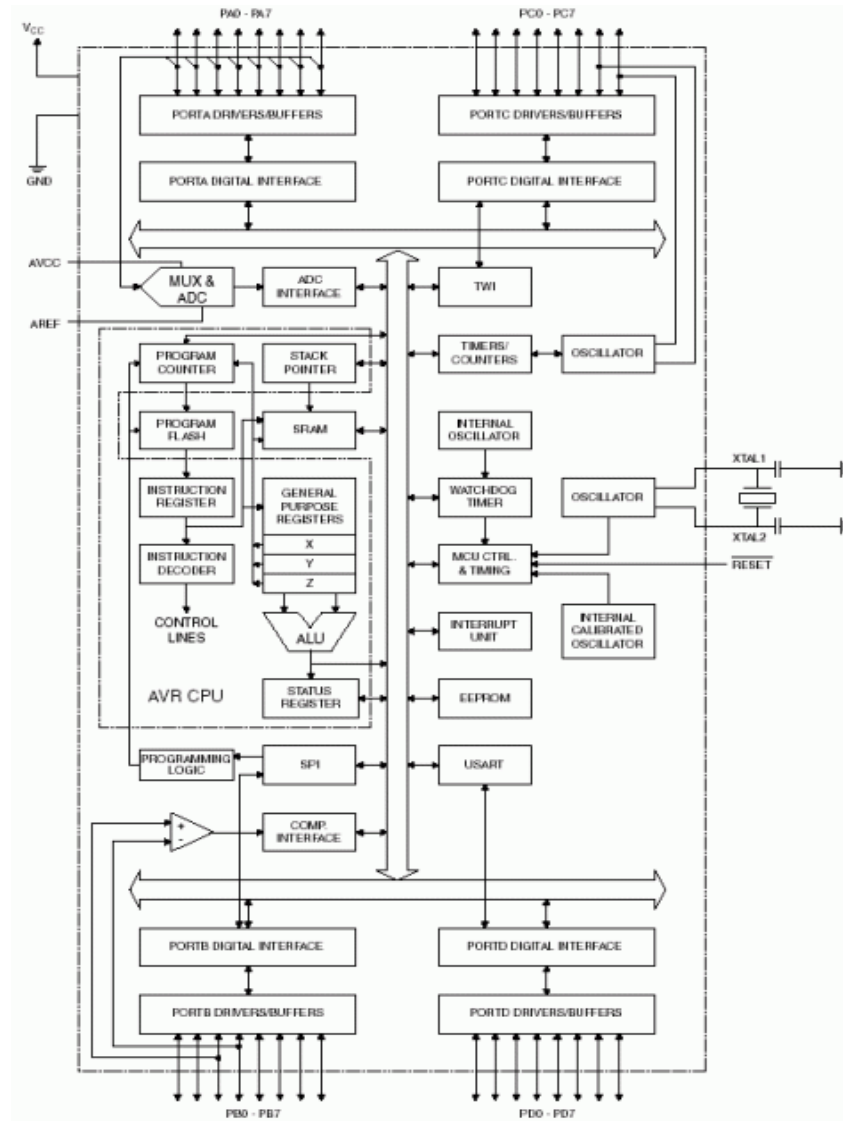 PA0 - PA7
PC0 - PC7
VCC
PORTA DRIVERS/BUFFERS
PORTC DRIVERS/BUFFERS
GND
PORTA DIGITAL INTERFACE
PORTC DIGITAL INTERFACE
AVCC
MUX &
ADC
ADC
INTERFACE
TWI
AREF
PROGRAM
COUNTER
STACK
POINTER
TIMERS/
COUNTERS
OSCILLATOR
PROGRAM
FLASH
SRAM
INTERNAL
OSCILLATOR
XTAL1
INSTRUCTION
REGISTER
GENERAL
PURPOSE
REGISTERS
WATCHDOG
TIMER
OSCILLATOR
X
XTAL2
INSTRUCTION
DECODER
Y
MCU CTRL.
& TIMING
RESET
Z
CONTROL
LINES
ALU
INTERRUPT
UNIT
INTERNAL
CALIBRATED
OSCILLATOR
AVR CPU
STATUS
REGISTER
EEPROM
PROGRAMMING
LOGIC
SPI
USART
+
-
COMP.
INTERFACE
PORTB DIGITAL INTERFACE
PORTD DIGITAL INTERFACE
PORTB DRIVERS/BUFFERS
PORTD DRIVERS/BUFFERS
PB0 - PB7
PD0 - PD7